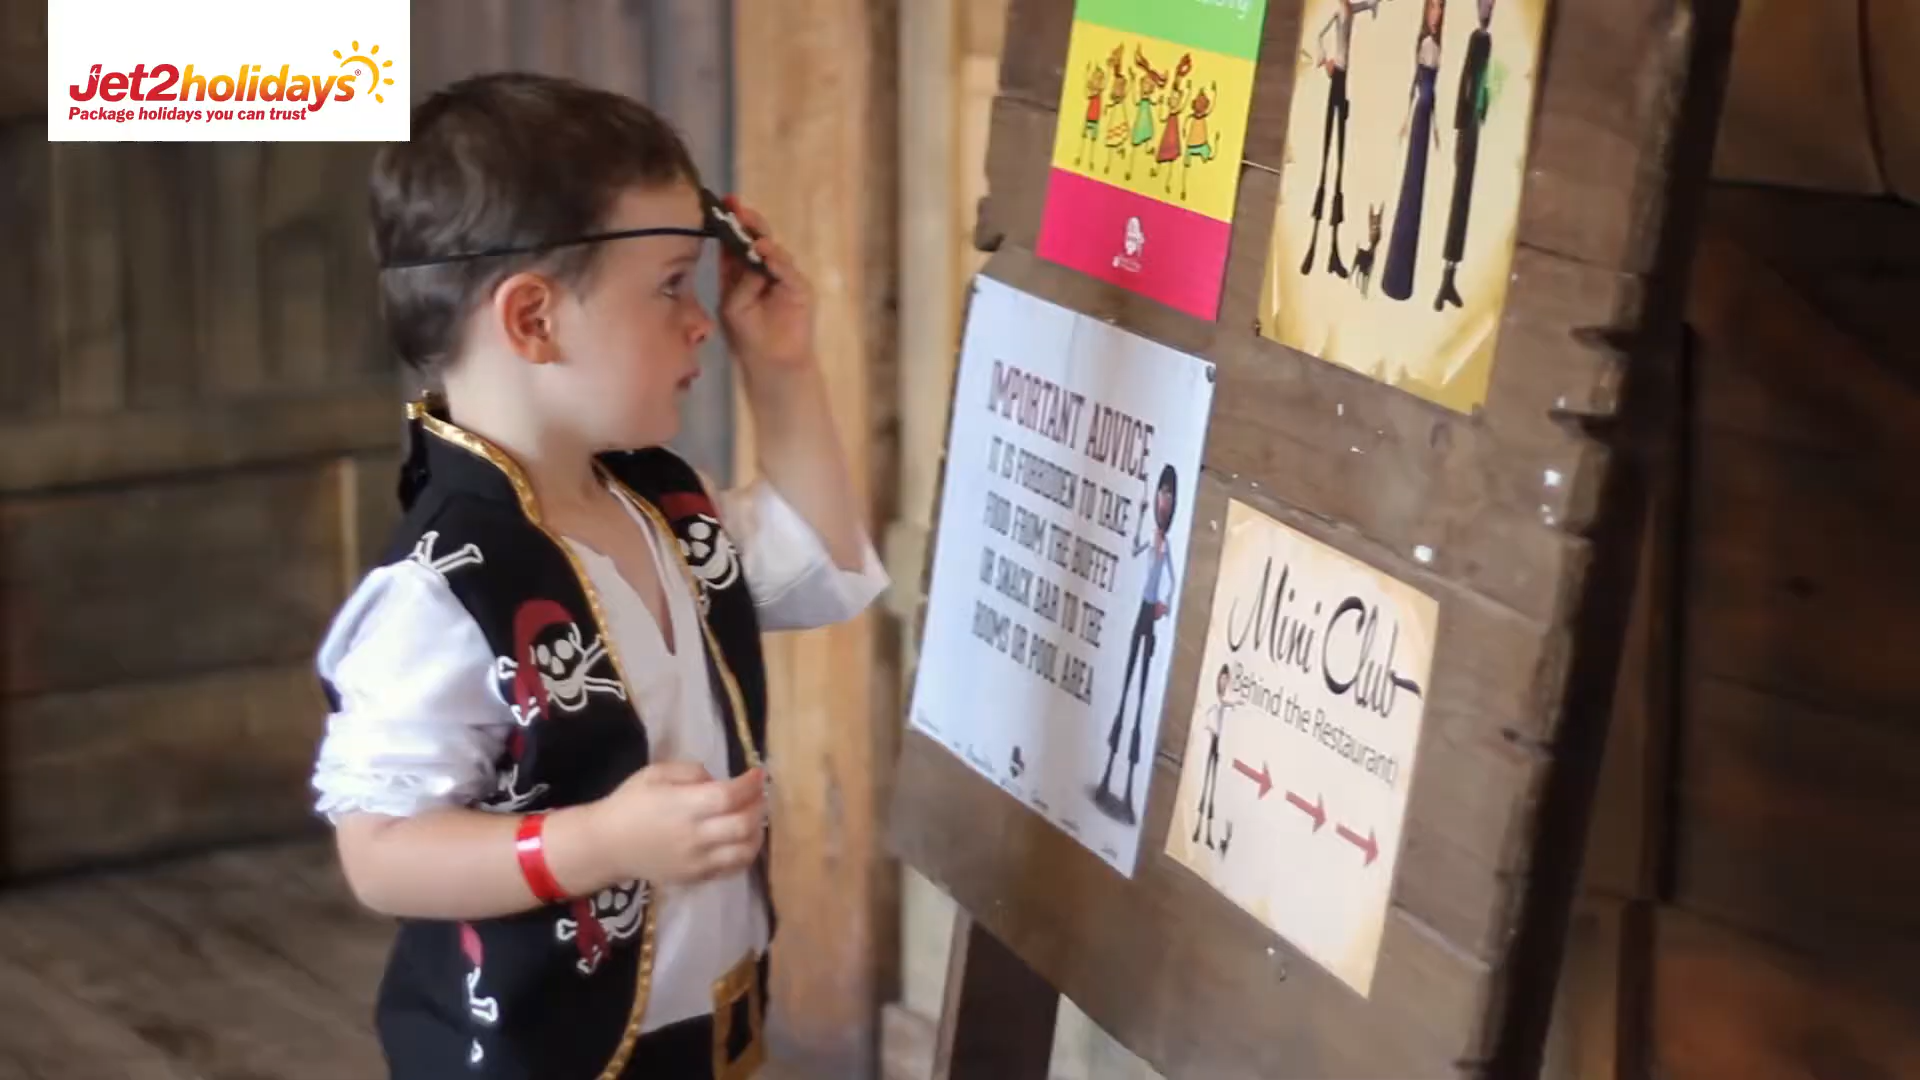 Jet2holidays
Package holidays you can trust
IMPORTANT ADVICE
IT IS FORBIDDEN TO TAKE
FOOD FROM THE BUFFET
OR SNACK BAR TO THE
ROOMS OR POOL AREA
Mini Club
(Behind the Restaurant)